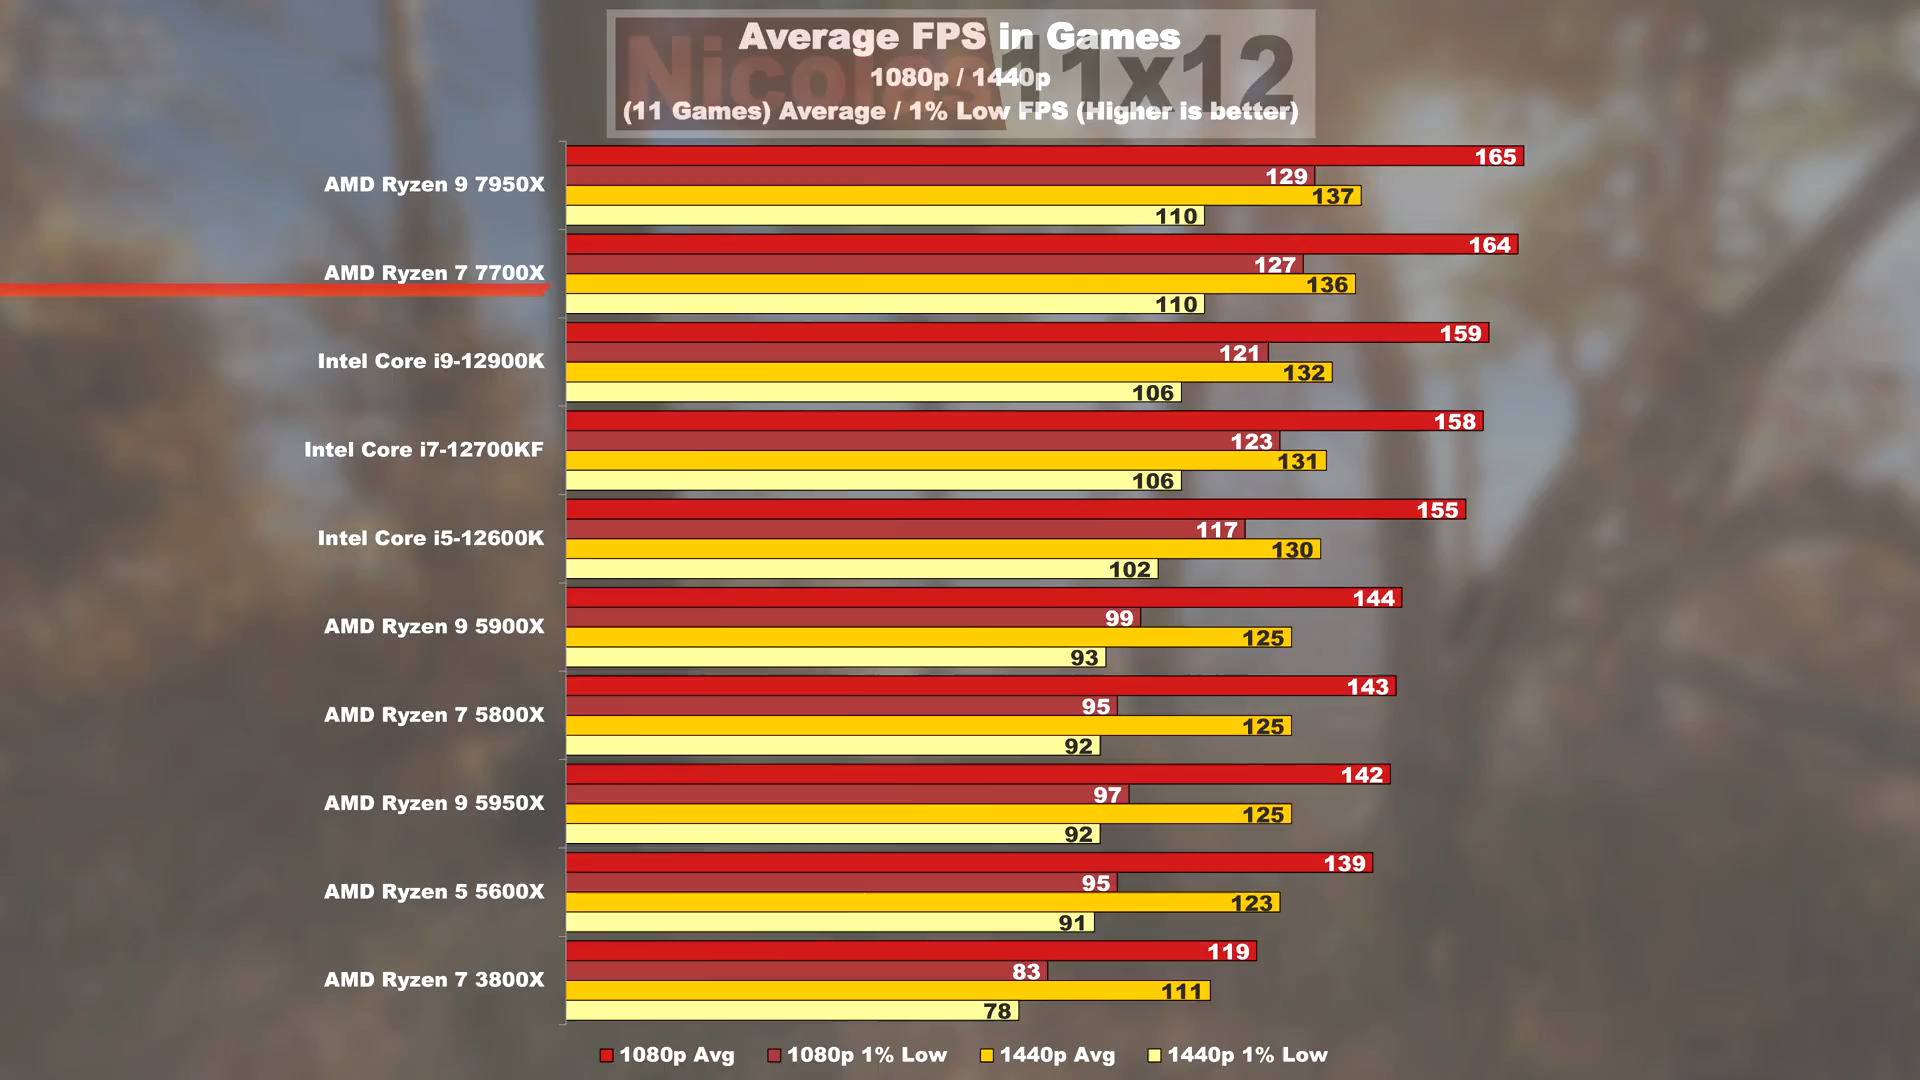 Average FPS in Games
1080p / 1440p
(11 Games) Average / 1% Low FPS (Higher is better)
Nicolas11x12
AMD Ryzen 9 7950X
165
129
137
110
AMD Ryzen 7 7700X
164
127
136
110
Intel Core i9-12900K
159
121
132
106
Intel Core i7-12700KF
158
123
131
106
Intel Core i5-12600K
155
117
130
102
AMD Ryzen 9 5900X
144
99
125
93
AMD Ryzen 7 5800X
143
95
125
92
AMD Ryzen 9 5950X
142
97
125
92
AMD Ryzen 5 5600X
139
95
123
91
AMD Ryzen 7 3800X
119
83
111
78
1080p Avg 1080p 1% Low 1440p Avg 1440p 1% Low